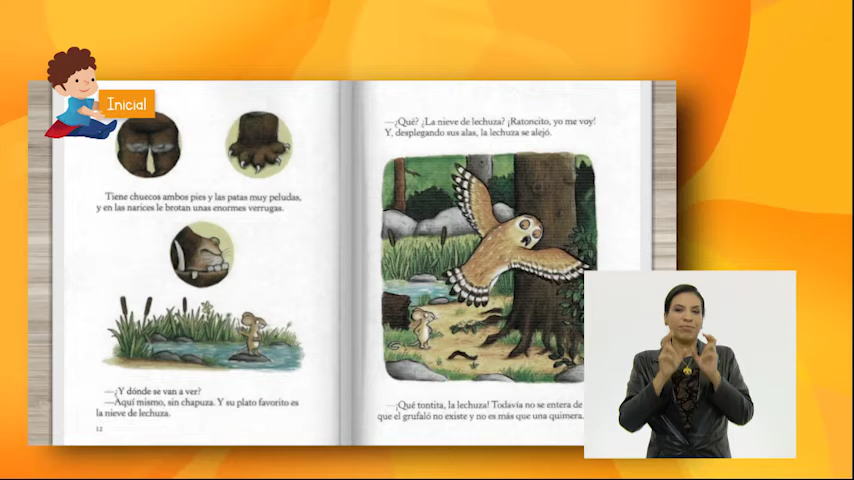 Inicial
Tiene chuecos ambos pies y las patas muy peludas,
y en las narices le brotan unas enormes verrugas.
—¿Y dónde se van a ver?
—Aquí mismo, sin chapuza. Y su plato favorito es
la nieve de lechuza.
12
—¿Qué? ¿La nieve de lechuza? ¡Ratoncito, yo me voy!
Y, desplegando sus alas, la lechuza se alejó.
—¡Qué tontita, la lechuza! Todavía no se entera de
que el grufaló no existe y no es más que una quimera.